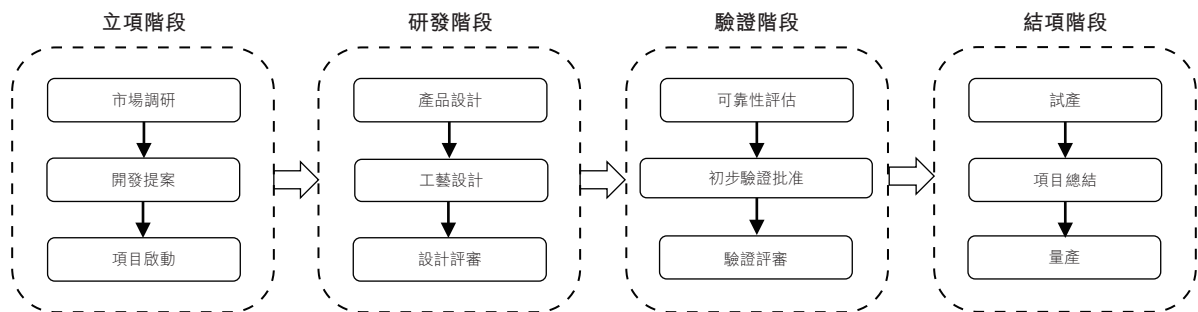 立項階段
市場調研
開發提案
項目啟動
研發階段
產品設計
工藝設計
設計評審
驗證階段
可靠性評估
初步驗證批准
驗證評審
結項階段
試產
項目總結
量產